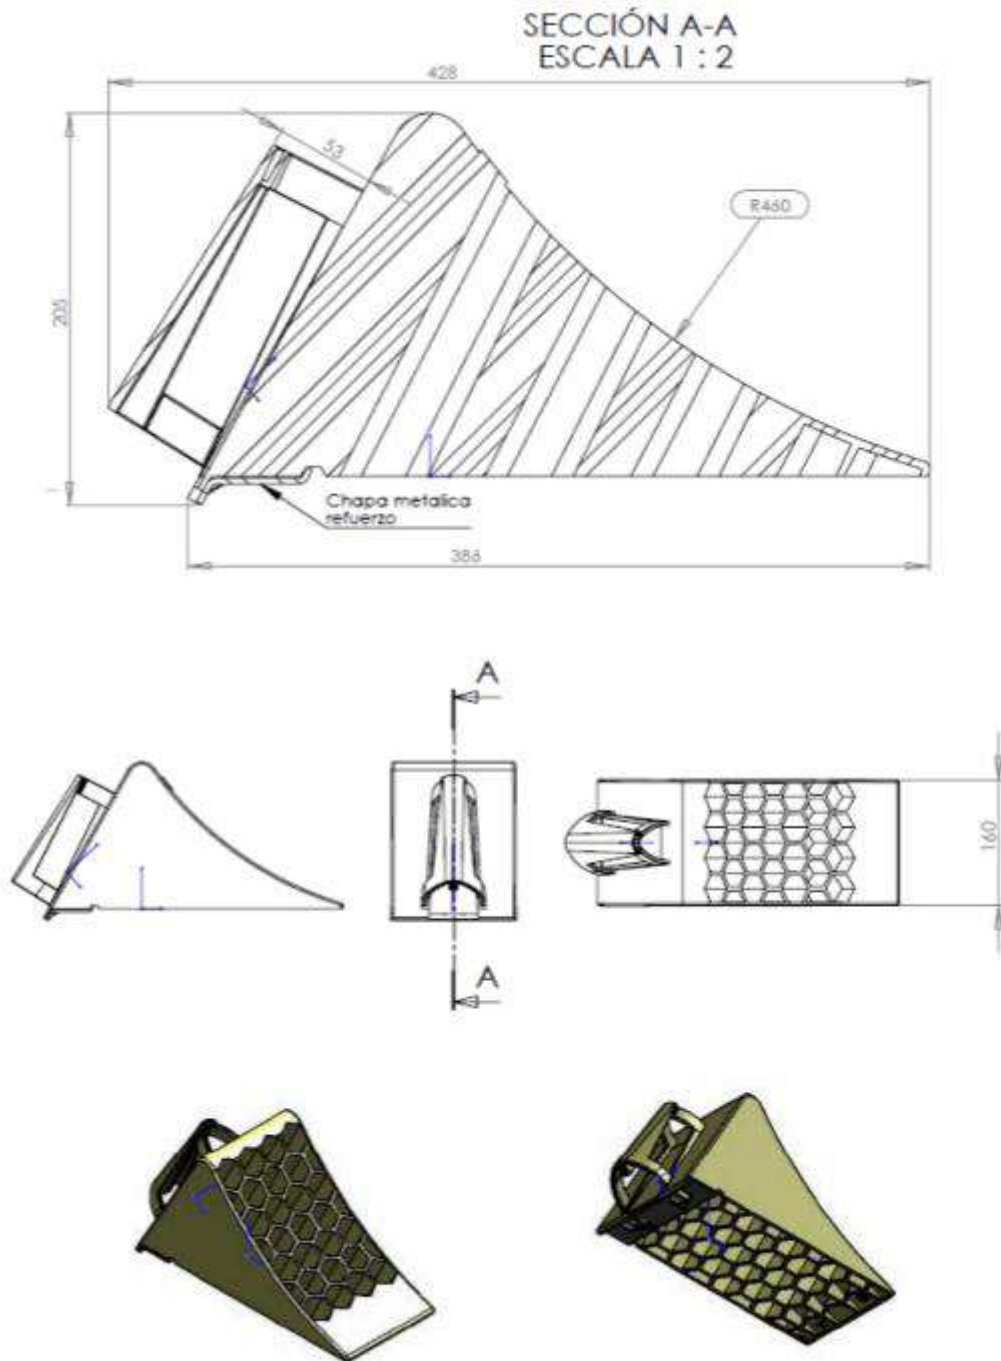 SECCIÓN A-A
ESCALA 1 : 2
428
53
R460
205
Chapa metalica
refuerzo
386
A
160
A